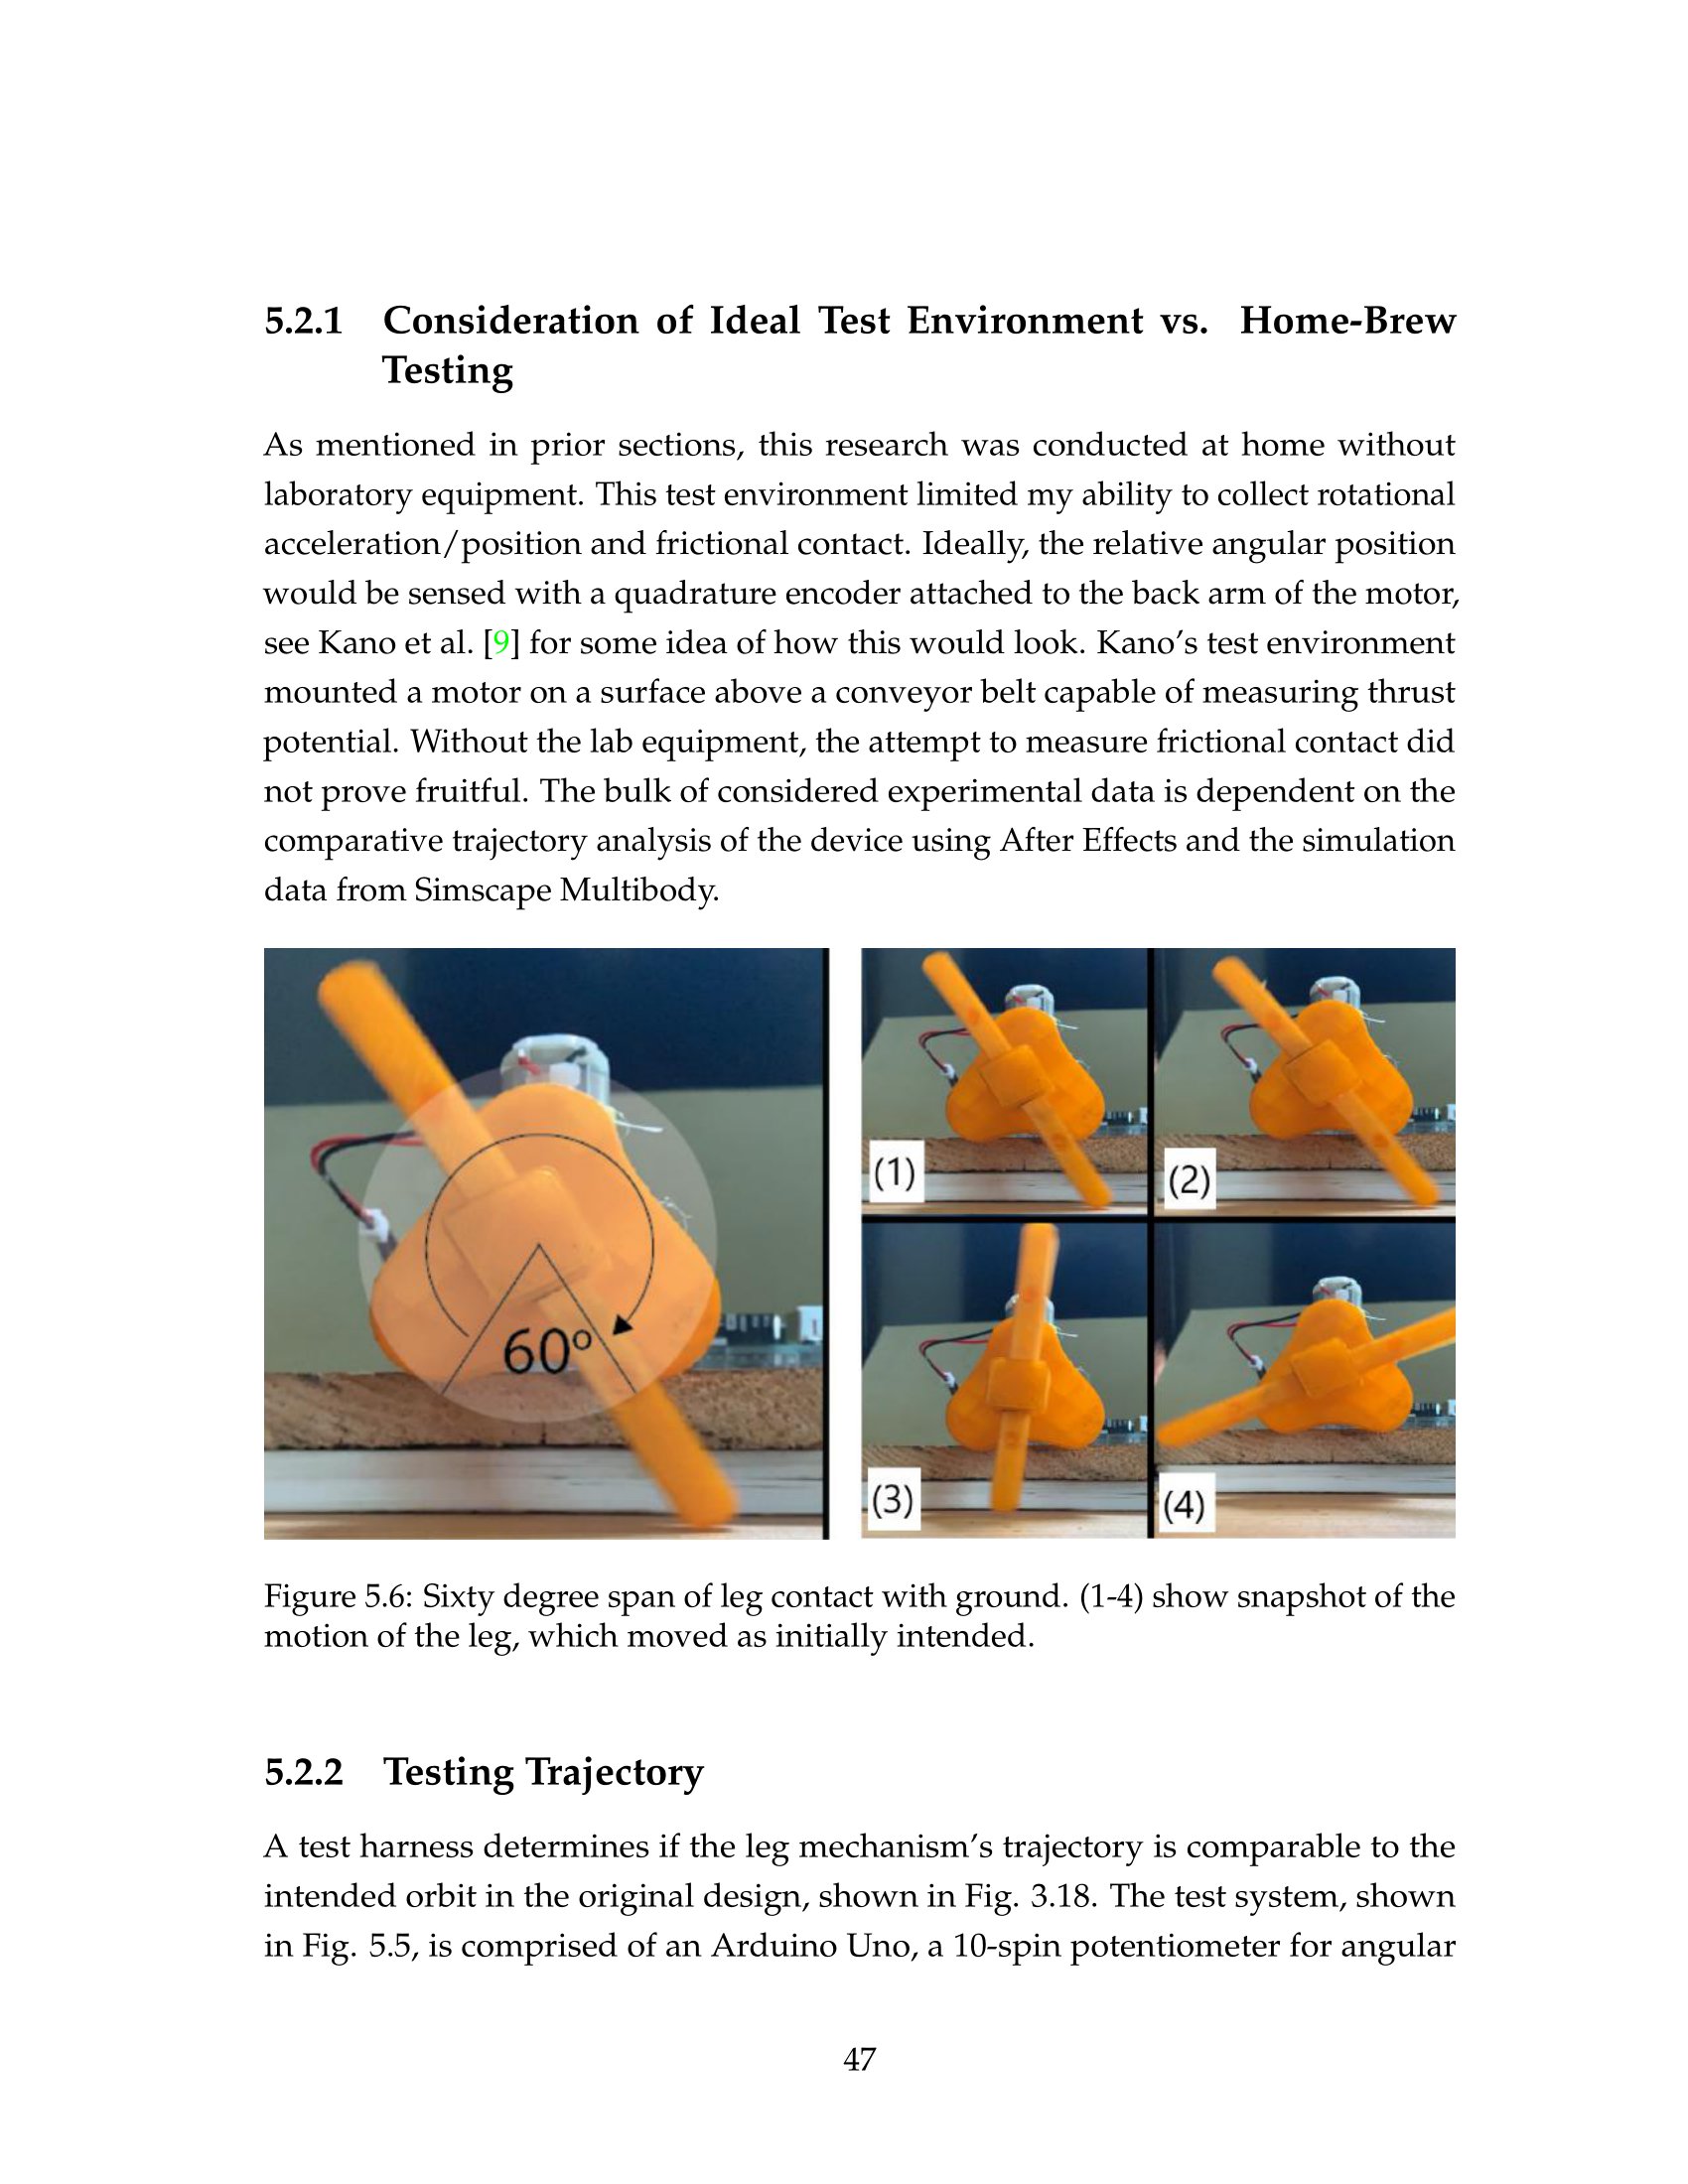 5.2.1 Consideration of Ideal Test Environment vs. Home-Brew
Testing
As mentioned in prior sections, this research was conducted at home without
laboratory equipment. This test environment limited my ability to collect rotational
acceleration/position and frictional contact. Ideally, the relative angular position
would be sensed with a quadrature encoder attached to the back arm of the motor,
see Kano et al. [9] for some idea of how this would look. Kano’s test environment
mounted a motor on a surface above a conveyor belt capable of measuring thrust
potential. Without the lab equipment, the attempt to measure frictional contact did
not prove fruitful. The bulk of considered experimental data is dependent on the
comparative trajectory analysis of the device using After Effects and the simulation
data from Simscape Multibody.
60°
(1)
(2)
(3)
(4)
Figure 5.6: Sixty degree span of leg contact with ground. (1-4) show snapshot of the
motion of the leg, which moved as initially intended.
5.2.2 Testing Trajectory
A test harness determines if the leg mechanism’s trajectory is comparable to the
intended orbit in the original design, shown in Fig. 3.18. The test system, shown
in Fig. 5.5, is comprised of an Arduino Uno, a 10-spin potentiometer for angular
47